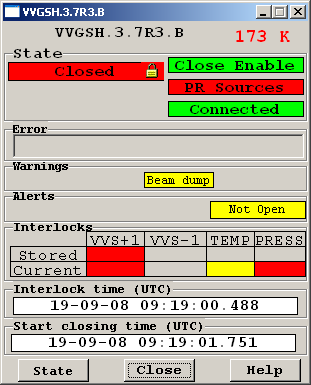 VVGSH.3.7R3.B
VVGSH.3.7R3.B 173 K
State
Closed
Close Enable
PR Sources
Connected
Error
Warnings
Beam dump
Alerts
Not Open
Interlocks
VVS+1 VVS-1 TEMP PRESS
Stored
Current
Interlock time (UTC)
19-09-08 09:19:00.488
Start closing time (UTC)
19-09-08 09:19:01.751
State Close Help